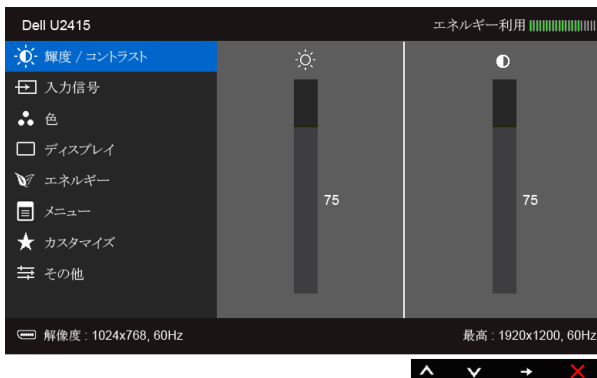 Dell U2415
エネルギー利用
輝度 / コントラスト
入力信号
色
ディスプレイ
エネルギー
メニュー
カスタマイズ
その他
75
75
解像度 : 1024x768, 60Hz
最高 : 1920x1200, 60Hz